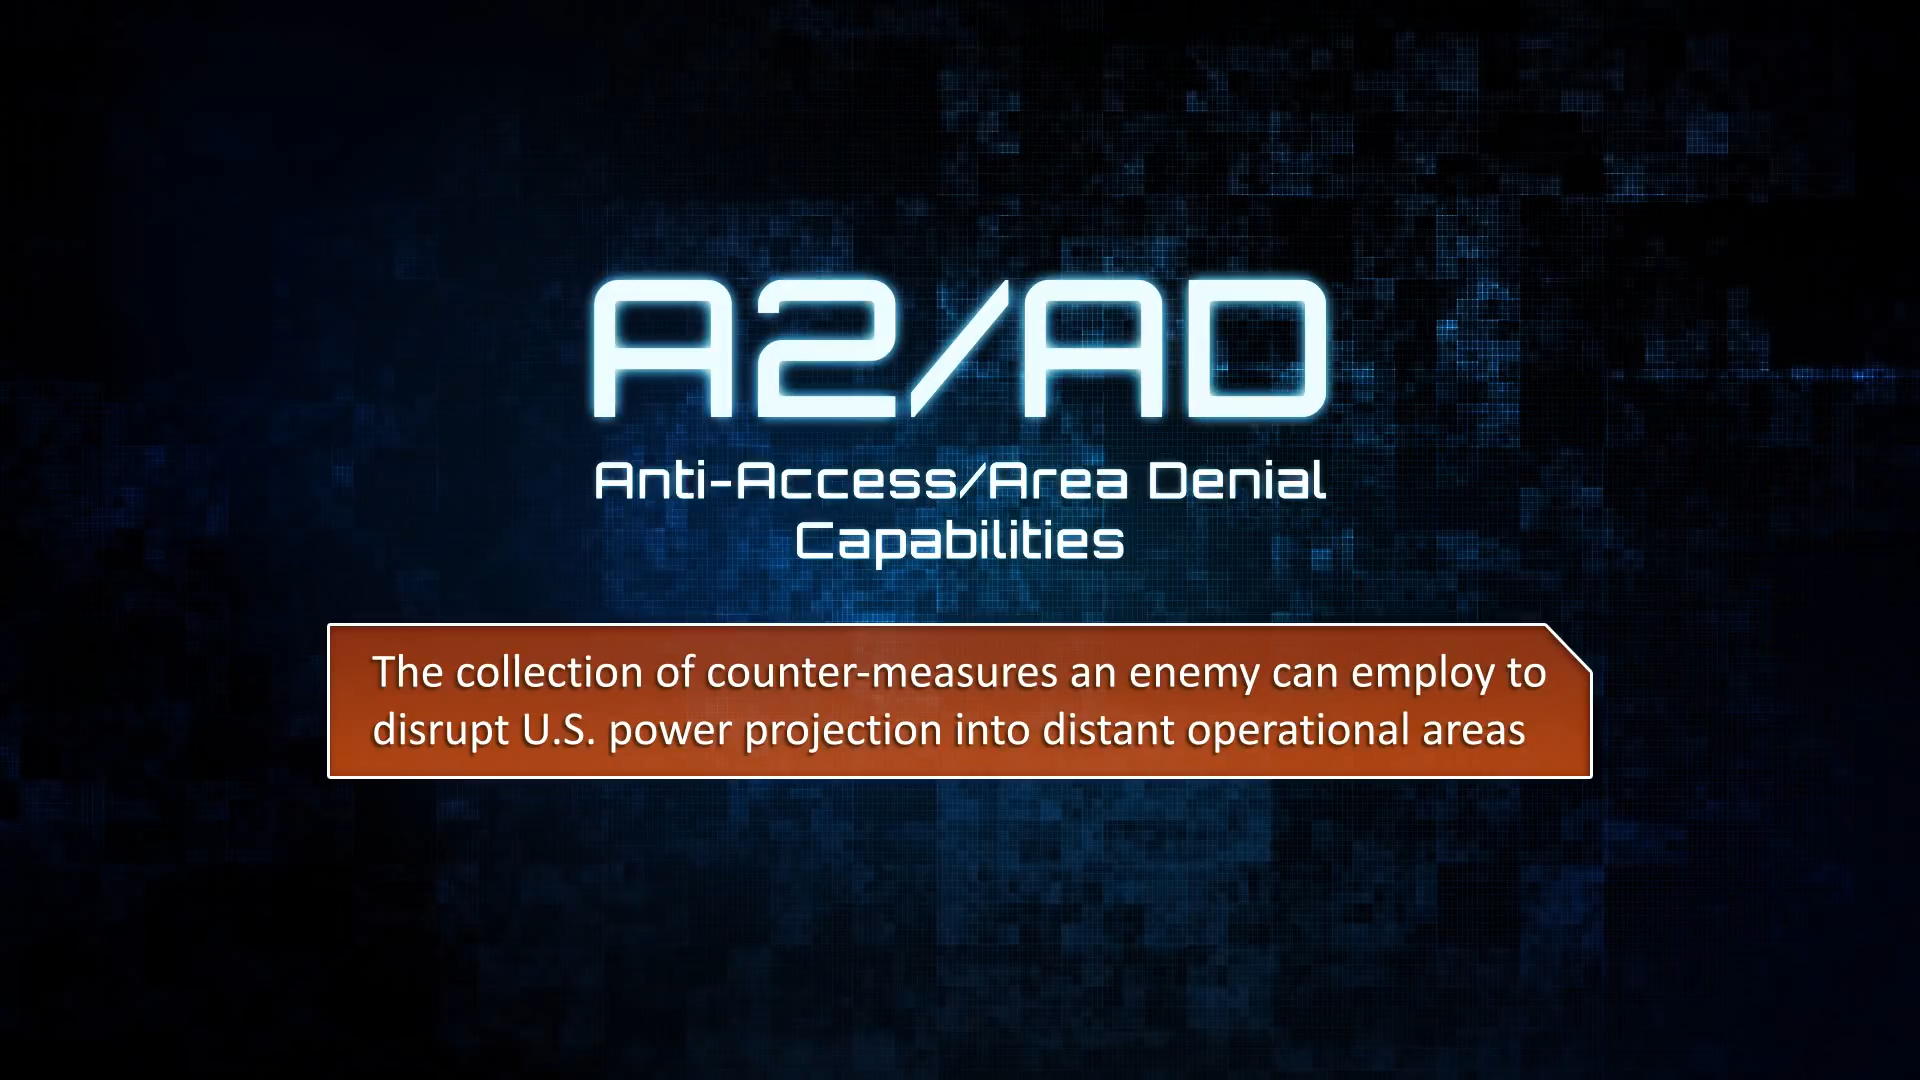 A2/AD
Anti-Access/Area Denial
Capabilities
The collection of counter-measures an enemy can employ to
disrupt U.S. power projection into distant operational areas